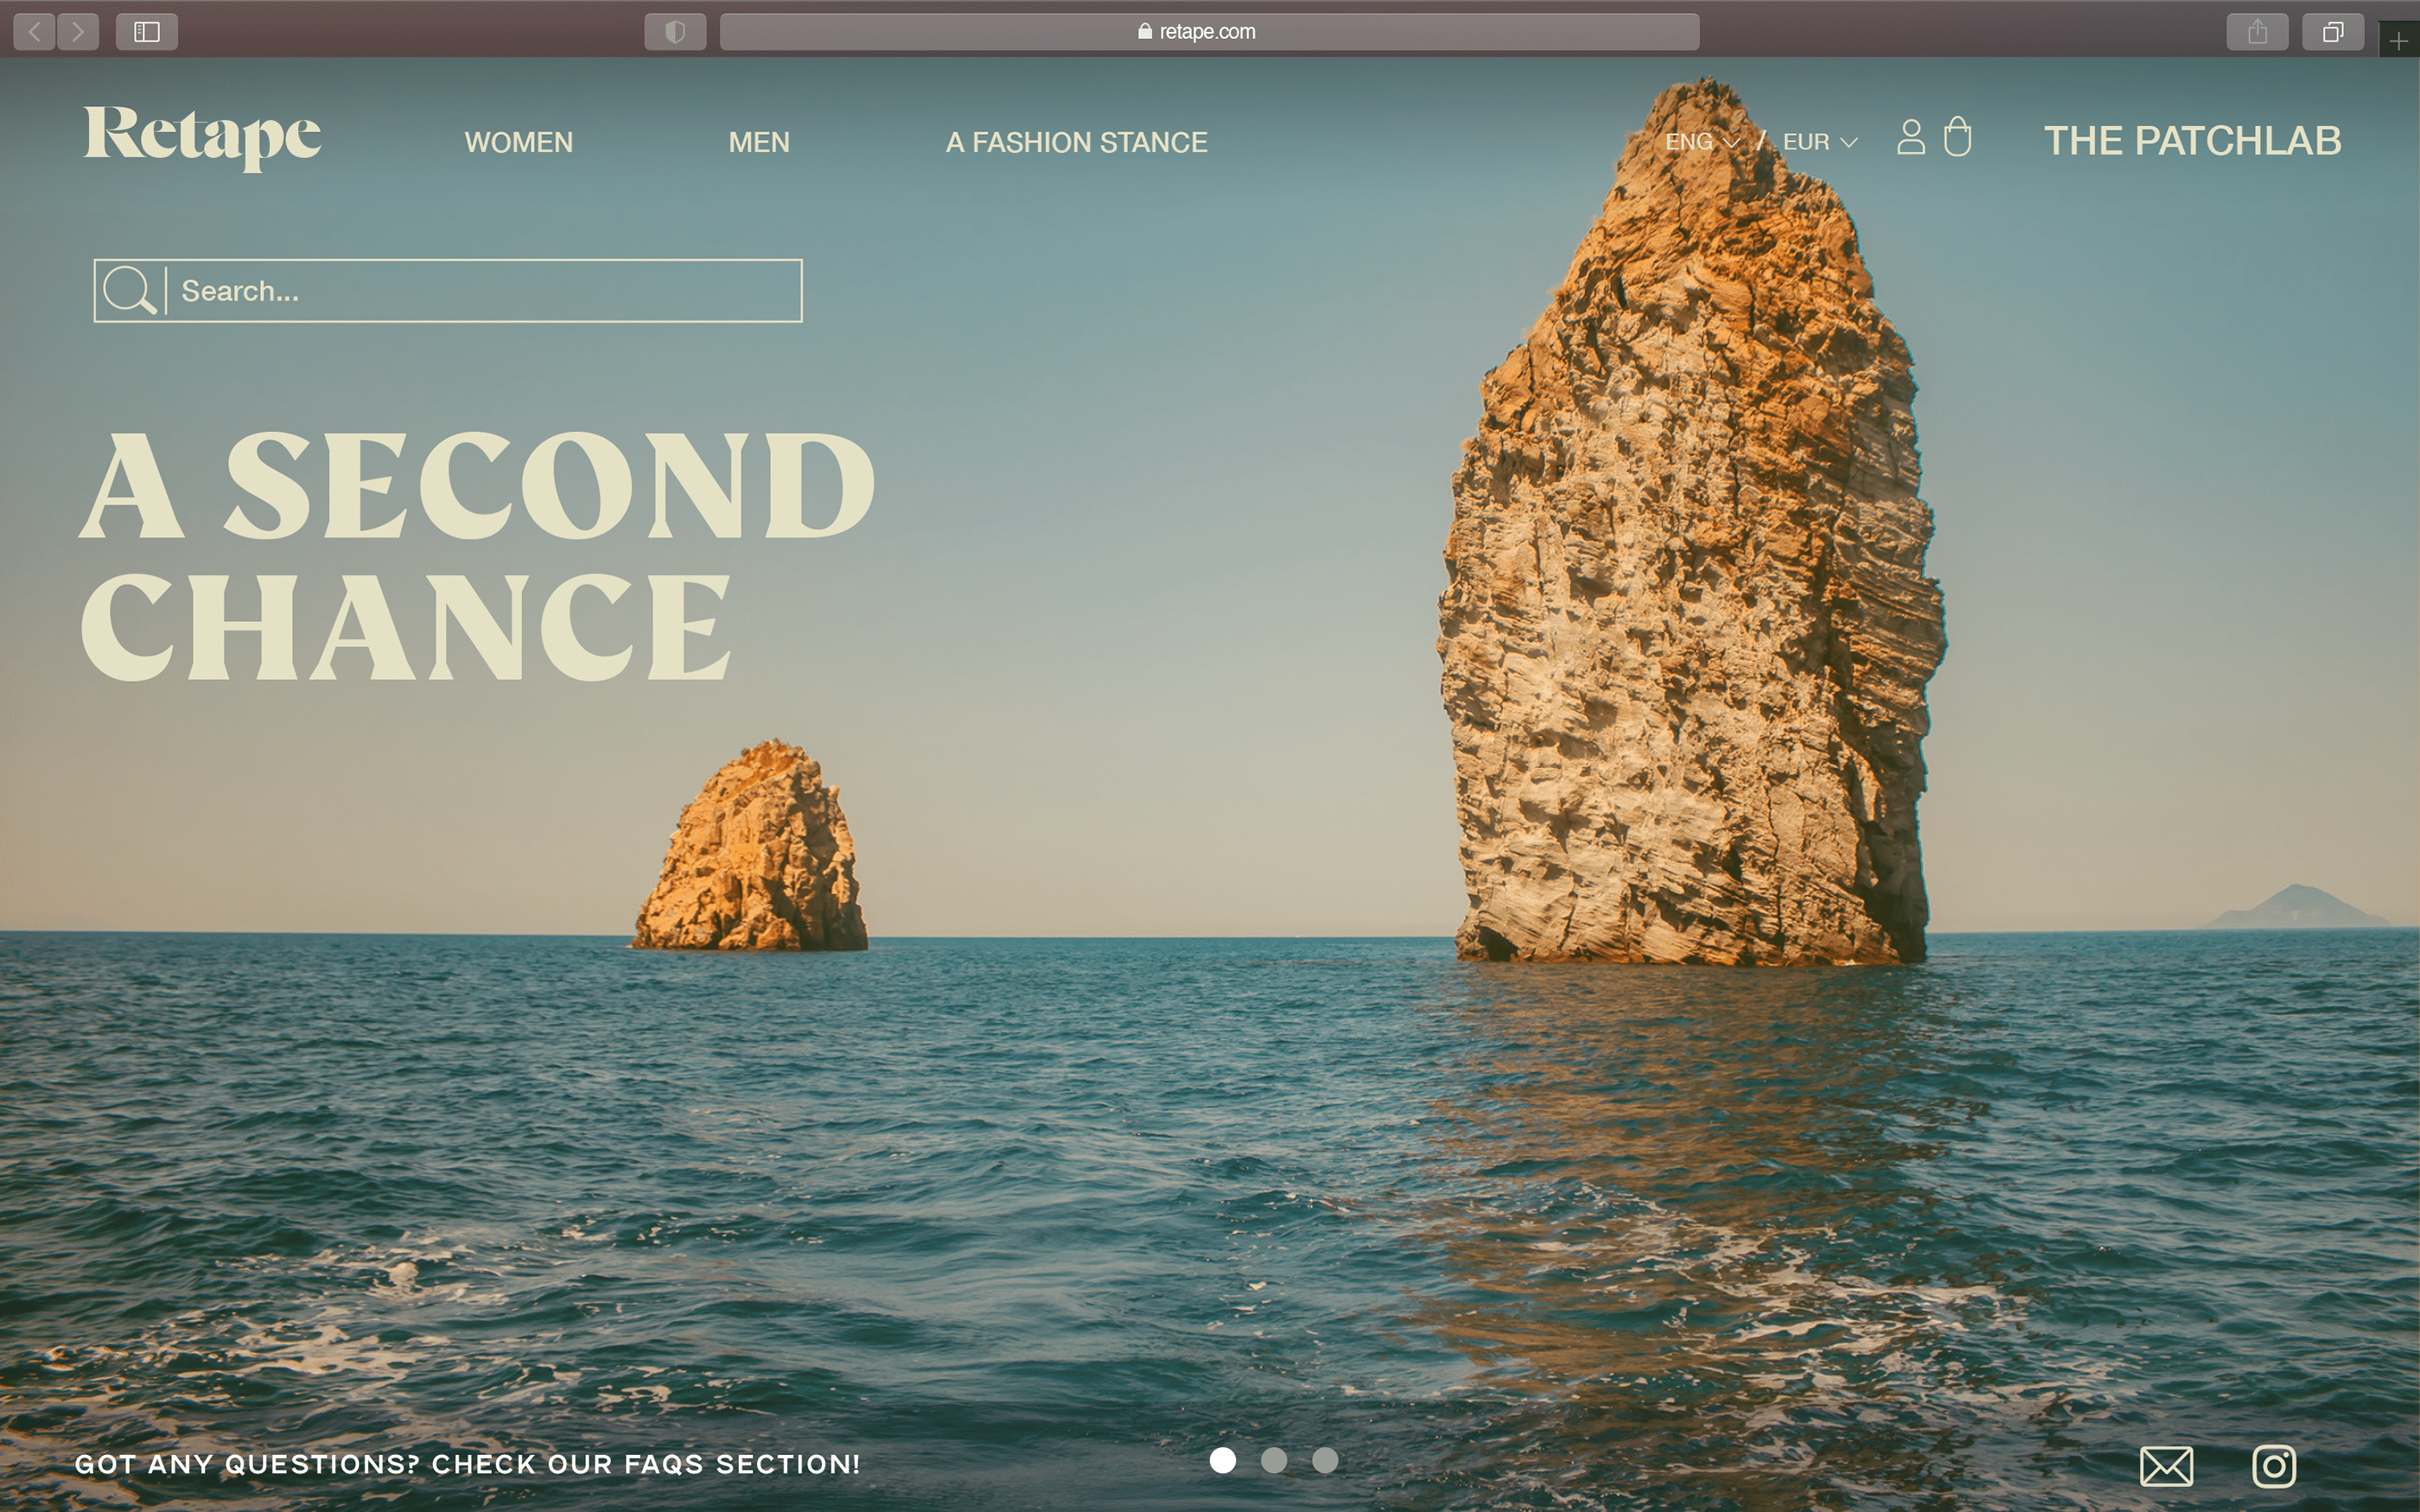 retape.com
Retape WOMEN MEN A FASHION STANCE ENG / EUR THE PATCHLAB
Search...
A SECOND
CHANCE
GOT ANY QUESTIONS? CHECK OUR FAQS SECTION!